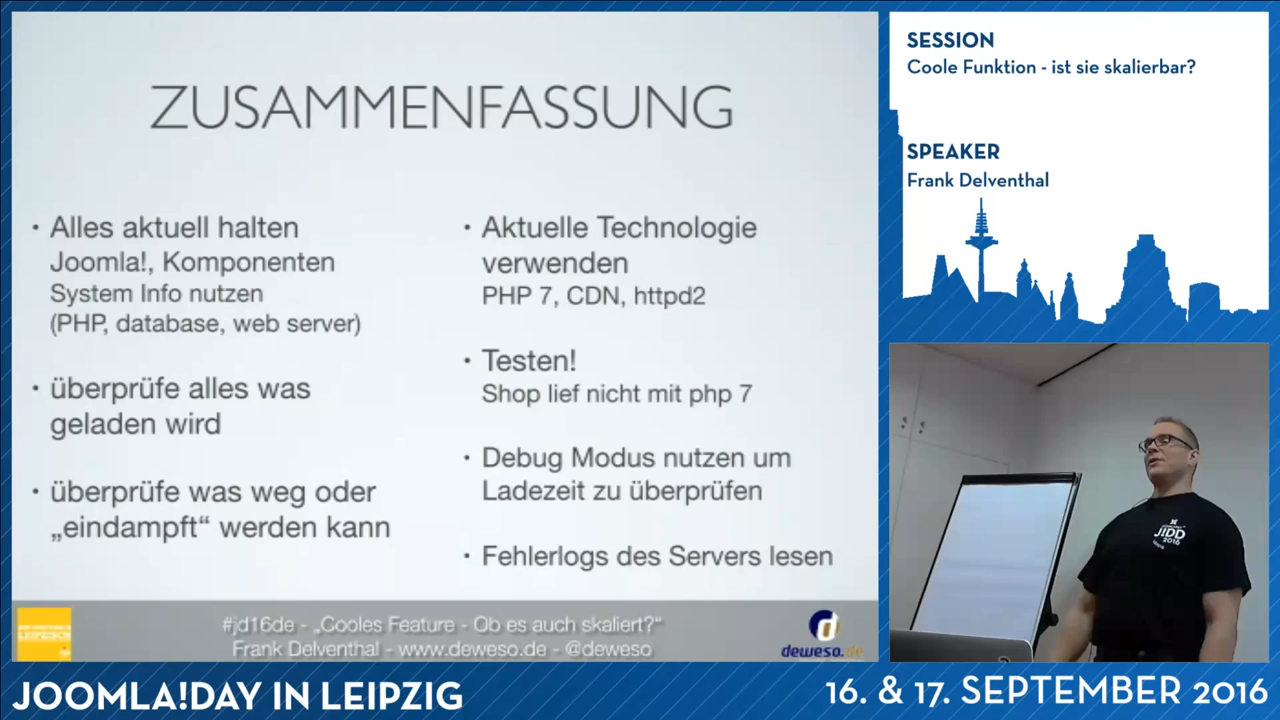 ZUSAMMENFASSUNG
• Alles aktuell halten
Joomla!, Komponenten
System Info nutzen
(PHP, database, web server)
• überprüfe alles was
geladen wird
• überprüfe was weg oder
„eindampft“ werden kann
• Aktuelle Technologie
verwenden
PHP 7, CDN, httpd2
• Testen!
Shop lief nicht mit php 7
• Debug Modus nutzen um
Ladezeit zu überprüfen
• Fehlerlogs des Servers lesen
#jd16de - „Cooles Feature - Ob es auch skaliert?“
Frank Delventhal - www.deweso.de - @deweso
deweso.de
SESSION
Coole Funktion - ist sie skalierbar?
SPEAKER
Frank Delventhal
JIDD
2016
JOOMLA!DAY IN LEIPZIG
16. & 17. SEPTEMBER 2016